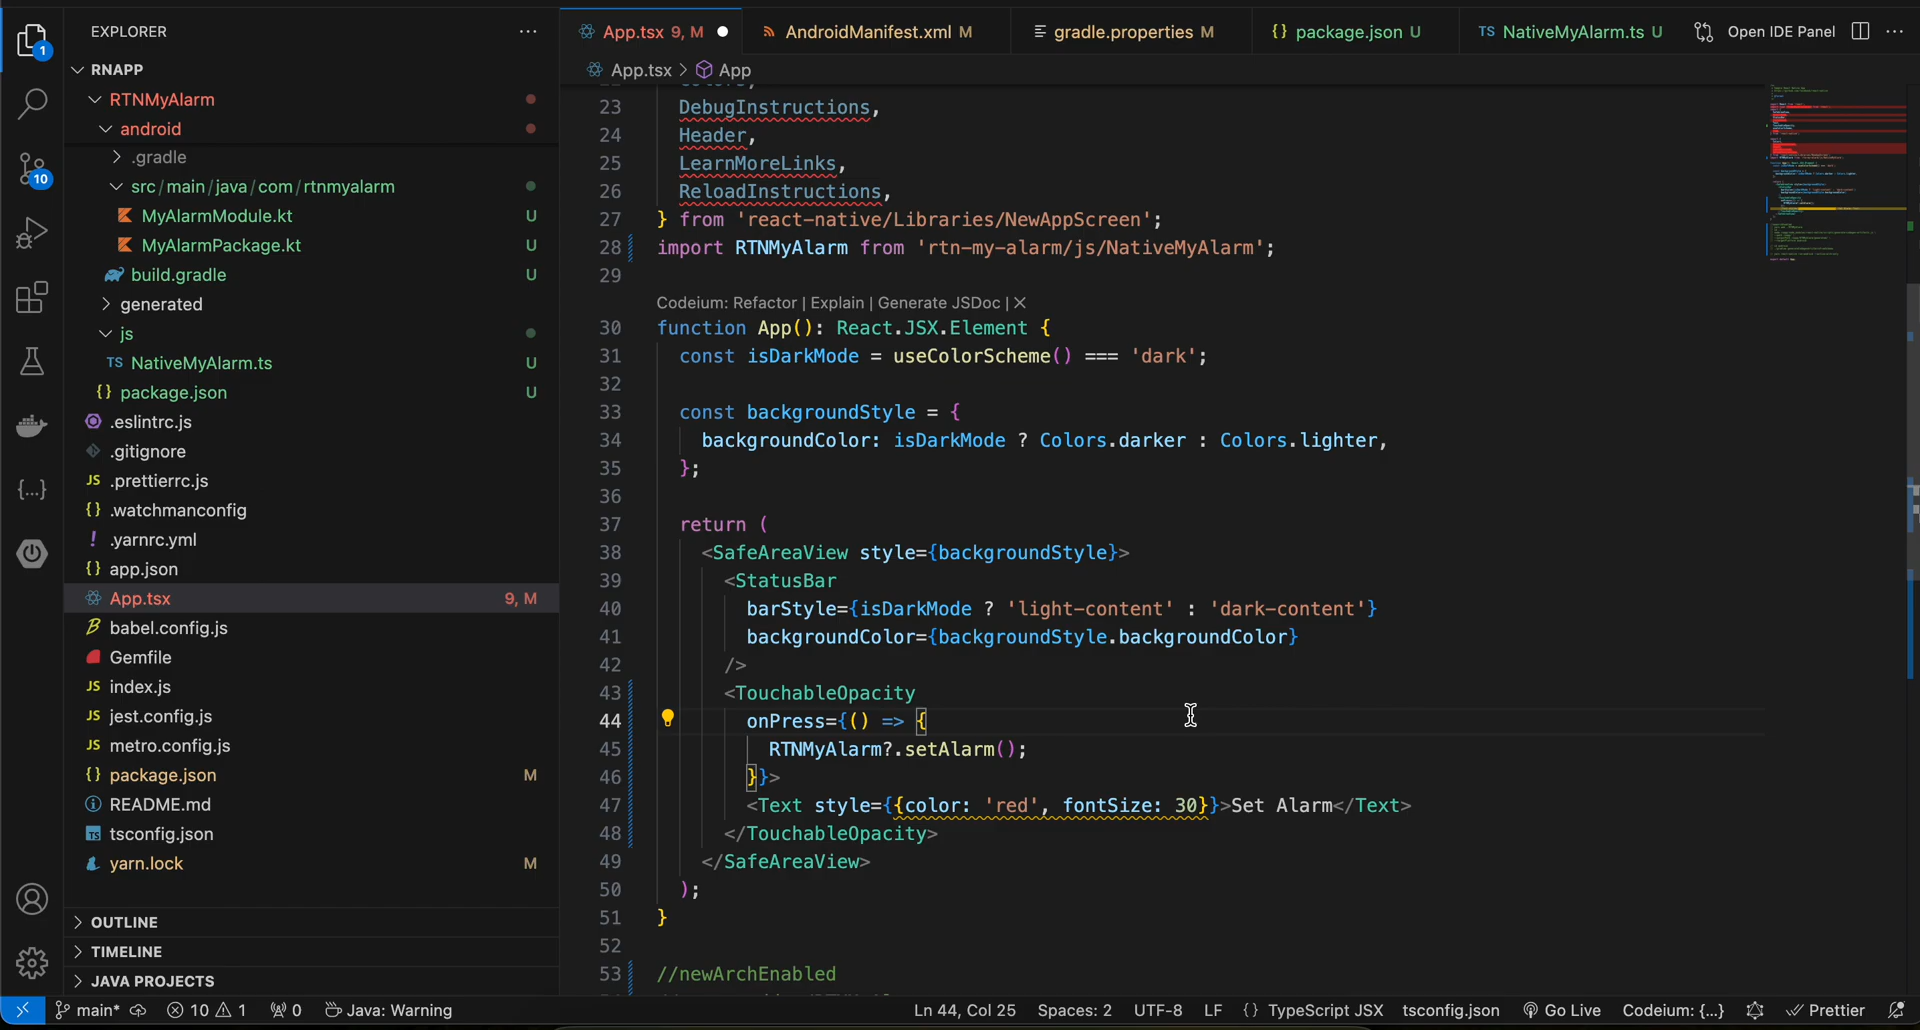 EXPLORER
App.tsx 9, M
AndroidManifest.xml M
gradle.properties M
package.json U
NativeMyAlarm.ts U
Open IDE Panel
App.tsx > App
1
10
RNAPP
RTNMyAlarm
android
.gradle
src/main/java/com/rtnmyalarm
MyAlarmModule.kt U
MyAlarmPackage.kt U
build.gradle U
generated
js
TS NativeMyAlarm.ts U
{} package.json U
.eslintrc.js
.gitignore
JS .prettierrc.js
{} .watchmanconfig
! .yarnrc.yml
{} app.json
App.tsx 9, M
babel.config.js
Gemfile
JS index.js
JS jest.config.js
JS metro.config.js
{} package.json M
README.md
tsconfig.json
yarn.lock M
OUTLINE
TIMELINE
JAVA PROJECTS
23 DebugInstructions,
24 Header,
25 LearnMoreLinks,
26 ReloadInstructions,
27 } from 'react-native/Libraries/NewAppScreen';
28 import RTNMyAlarm from 'rtn-my-alarm/js/NativeMyAlarm';
29
Codeium: Refactor | Explain | Generate JSDoc | X
30 function App(): React.JSX.Element {
31 const isDarkMode = useColorScheme() === 'dark';
32
33 const backgroundStyle = {
34 backgroundColor: isDarkMode ? Colors.darker : Colors.lighter,
35 };
36
37 return (
38 <SafeAreaView style={backgroundStyle}>
39 <StatusBar
40 barStyle={isDarkMode ? 'light-content' : 'dark-content'}
41 backgroundColor={backgroundStyle.backgroundColor}
42 />
43 <TouchableOpacity
44 onPress={() => {
45 RTNMyAlarm?.setAlarm();
46 }}>
47 <Text style={{color: 'red', fontSize: 30}}>Set Alarm</Text>
48 </TouchableOpacity>
49 </SafeAreaView>
50 );
51 }
52
53 //newArchEnabled
main* 10 1 0 Java: Warning Ln 44, Col 25 Spaces: 2 UTF-8 LF {} TypeScript JSX tsconfig.json Go Live Codeium: {...} Prettier